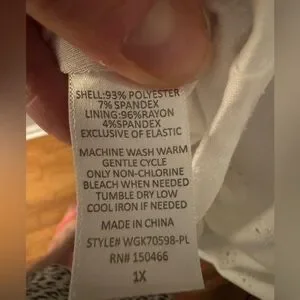 SHELL:93% POLYESTER
7% SPANDEX
LINING:96%RAYON
4%SPANDEX
EXCLUSIVE OF ELASTIC
MACHINE WASH WARM
GENTLE CYCLE
ONLY NON-CHLORINE
BLEACH WHEN NEEDED
TUMBLE DRY LOW
COOL IRON IF NEEDED
MADE IN CHINA
STYLE# WGK70598-PL
RN# 150466
1X